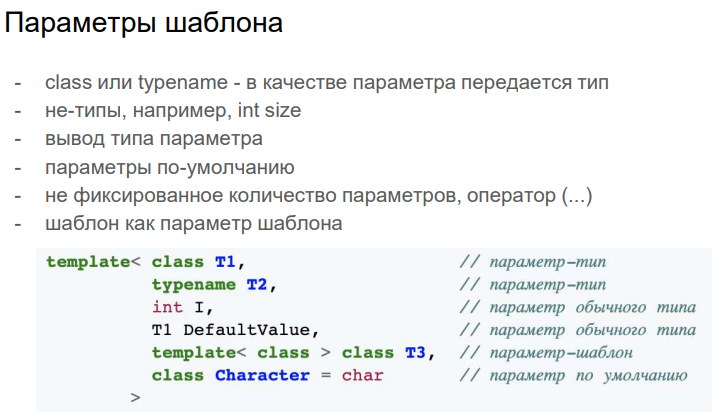 Параметры шаблона
- class или typename - в качестве параметра передается тип
- не-типы, например, int size
- вывод типа параметра
- параметры по-умолчанию
- не фиксированное количество параметров, оператор (...)
- шаблон как параметр шаблона
template< class T1, // параметр-тип
typename T2, // параметр-тип
int I, // параметр обычного типа
T1 DefaultValue, // параметр обычного типа
template< class > class T3, // параметр-шаблон
class Character = char // параметр по умолчанию
>